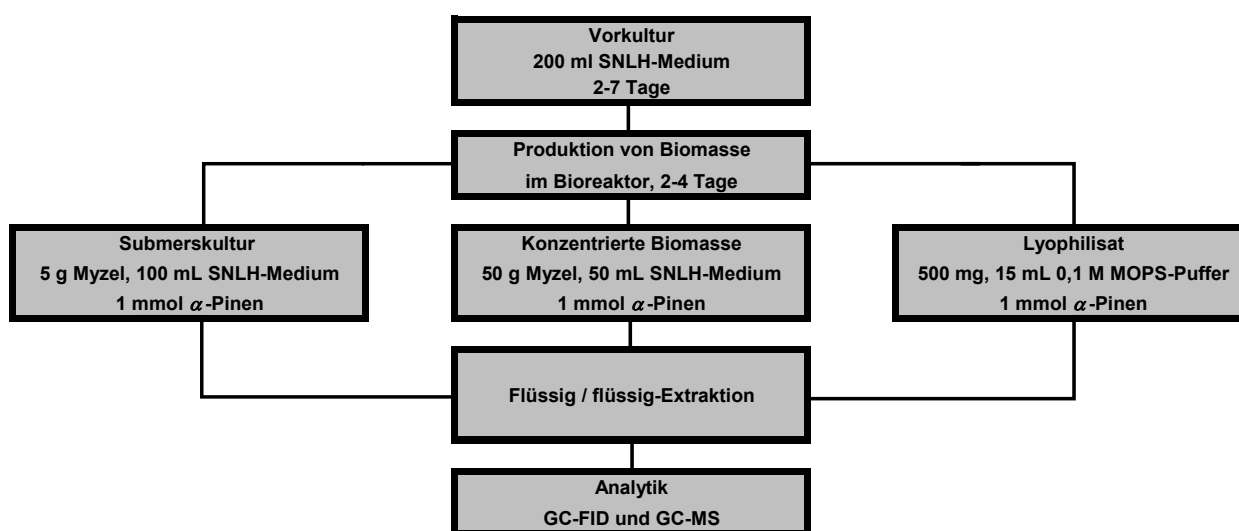 Vorkultur
200 ml SNLH-Medium
2-7 Tage
Produktion von Biomasse
im Bioreaktor, 2-4 Tage
Submerskultur
5 g Myzel, 100 mL SNLH-Medium
1 mmol α-Pinen
Konzentrierte Biomasse
50 g Myzel, 50 mL SNLH-Medium
1 mmol α-Pinen
Lyophilisat
500 mg, 15 mL 0,1 M MOPS-Puffer
1 mmol α-Pinen
Flüssig / flüssig-Extraktion
Analytik
GC-FID und GC-MS